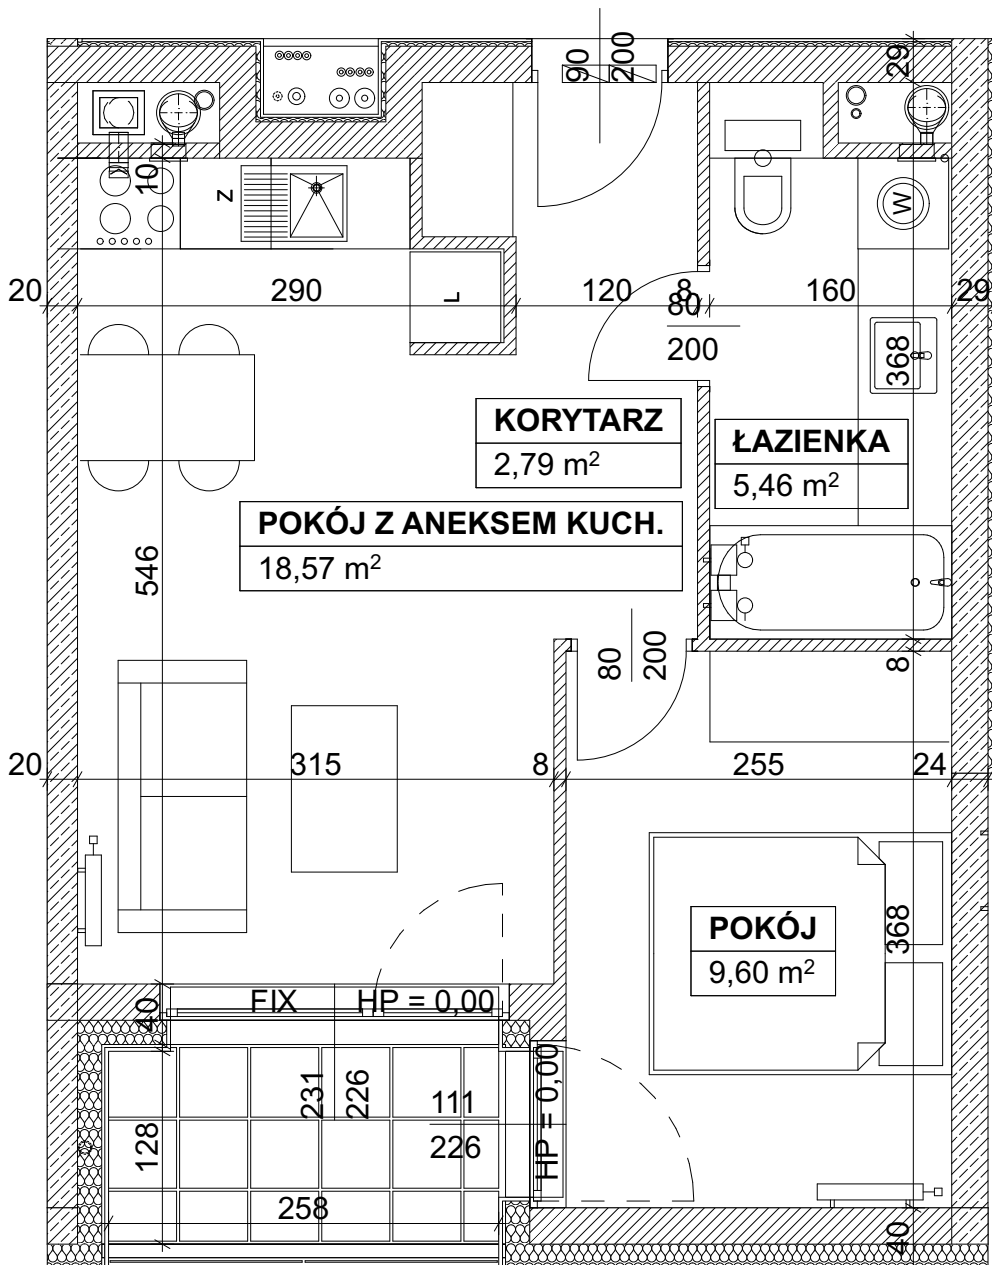 90
200
29
10
Z
W
20
290
L
120
8
80
200
160
29
368
KORYTARZ
2,79 m²
ŁAZIENKA
5,46 m²
POKÓJ Z ANEKSEM KUCH.
18,57 m²
546
80
200
8
20
315
8
255
24
POKÓJ
9,60 m²
368
40
FIX
HP = 0,00
231
226
111
226
HP = 0,00
128
258
40